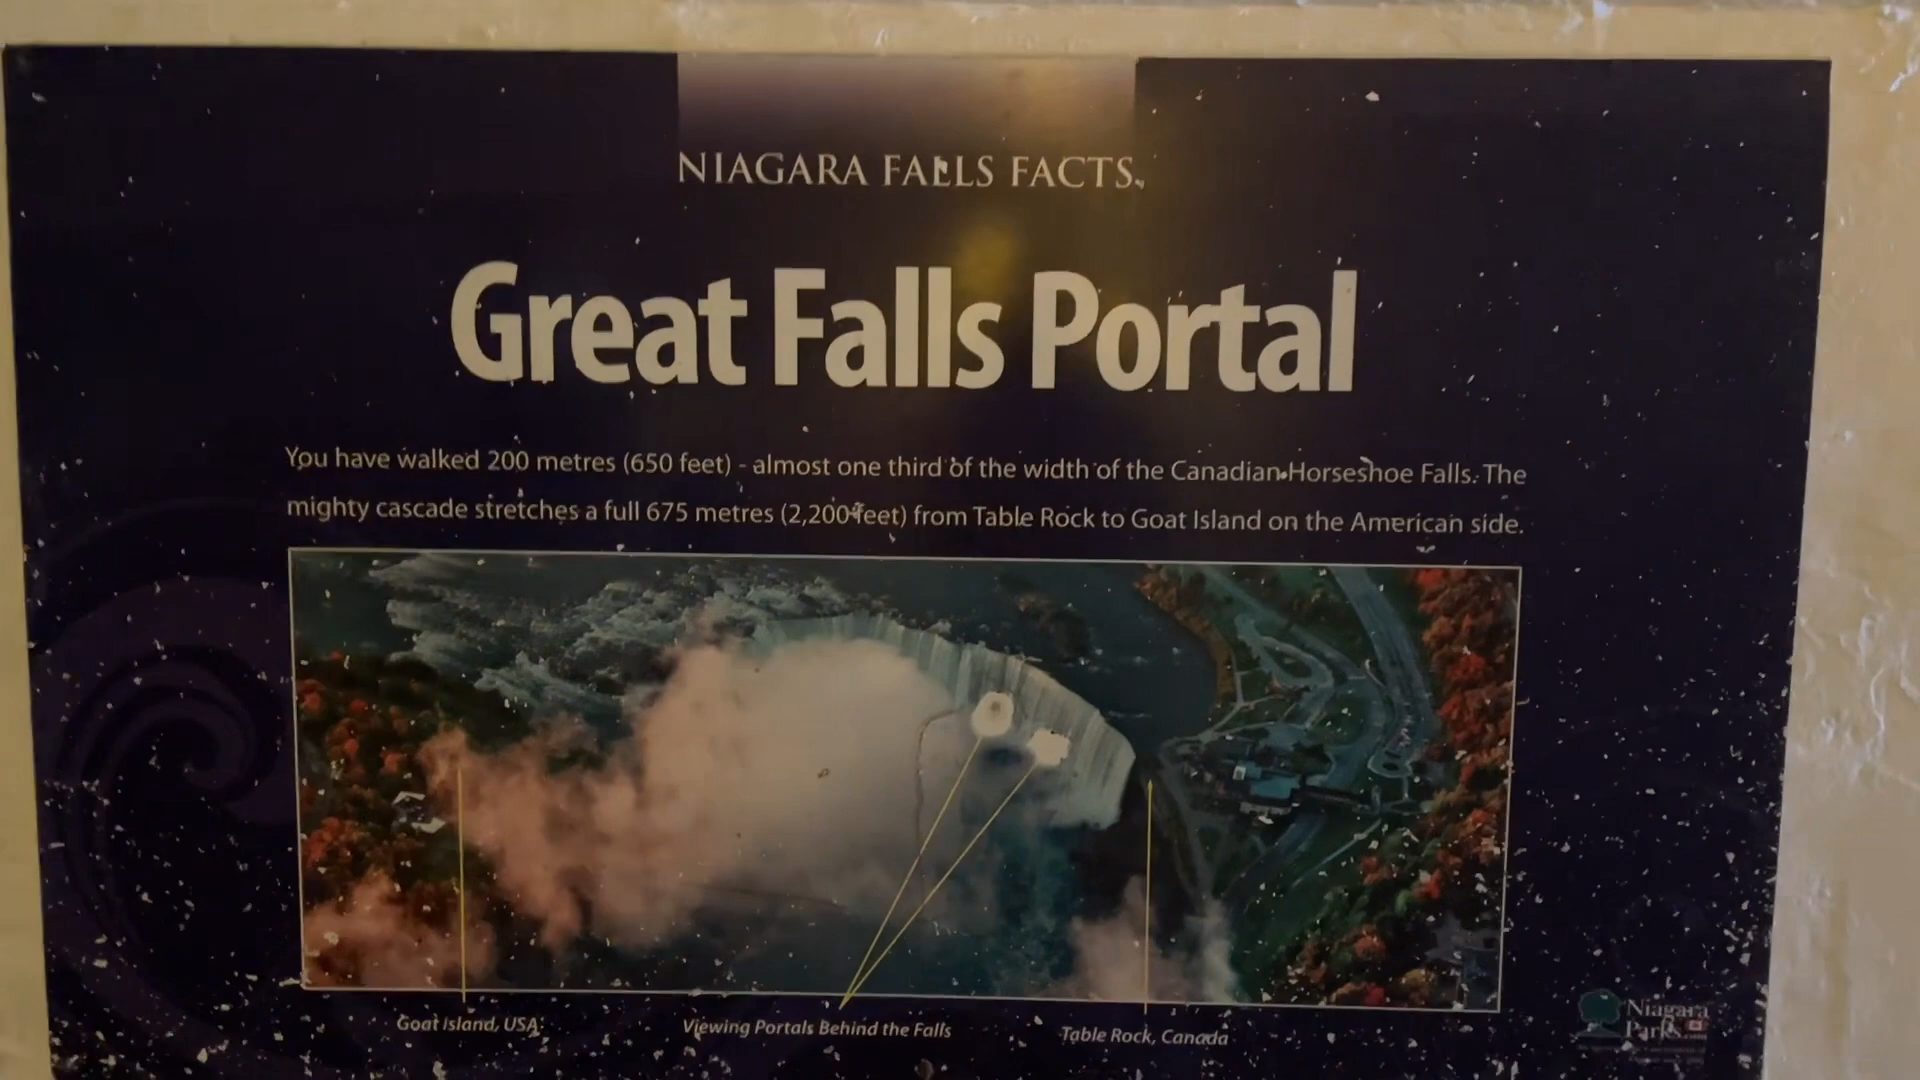 NIAGARA FALLS FACTS
Great Falls Portal
You have walked 200 metres (650 feet) - almost one third of the width of the Canadian Horseshoe Falls. The
mighty cascade stretches a full 675 metres (2,200 feet) from Table Rock to Goat Island on the American side.
Goat Island, USA
Viewing Portals Behind the Falls
Table Rock, Canada
Niagara
Parks